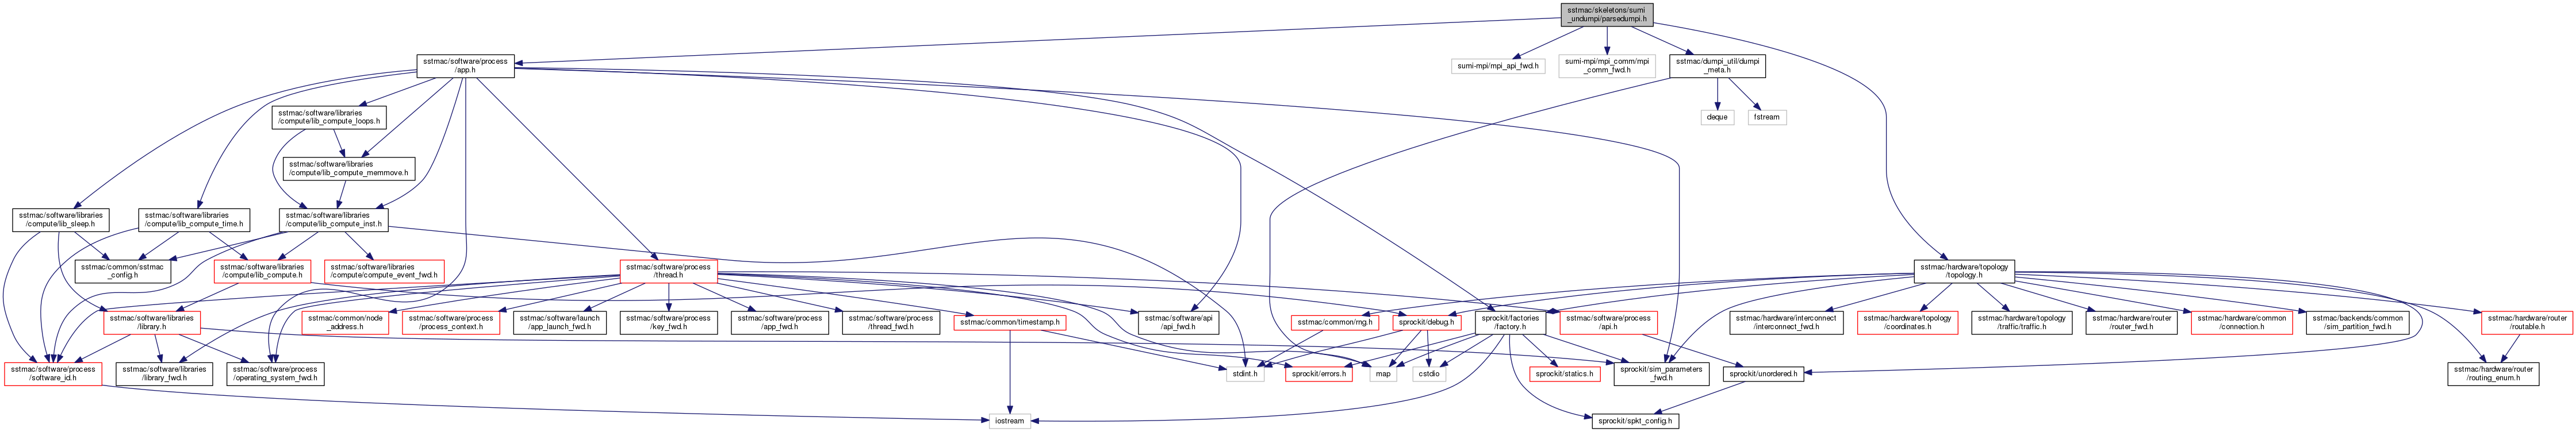 sstmac/skeletons/sumi
_undumpi/parsedumpi.h
sstmac/software/process
/app.h
sumi-mpi/mpi_api_fwd.h
sumi-mpi/mpi_comm/mpi
_comm_fwd.h
sstmac/dumpi_util/dumpi
_meta.h
sstmac/software/libraries
/compute/lib_compute_loops.h
deque
fstream
sstmac/software/libraries
/compute/lib_compute_memmove.h
sstmac/software/libraries
/compute/lib_sleep.h
sstmac/software/libraries
/compute/lib_compute_time.h
sstmac/software/libraries
/compute/lib_compute_inst.h
sstmac/common/sstmac
_config.h
sstmac/software/libraries
/compute/lib_compute.h
sstmac/software/libraries
/compute/compute_event_fwd.h
sstmac/software/process
/thread.h
sstmac/hardware/topology
/topology.h
sstmac/software/libraries
/library.h
sstmac/common/node
_address.h
sstmac/software/process
/process_context.h
sstmac/software/launch
/app_launch_fwd.h
sstmac/software/process
/key_fwd.h
sstmac/software/process
/app_fwd.h
sstmac/software/process
/thread_fwd.h
sstmac/common/timestamp.h
sstmac/software/api
/api_fwd.h
sstmac/common/rng.h
sprockit/debug.h
sprockit/factories
/factory.h
sstmac/software/process
/api.h
sstmac/hardware/interconnect
/interconnect_fwd.h
sstmac/hardware/topology
/coordinates.h
sstmac/hardware/topology
/traffic/traffic.h
sstmac/hardware/router
/router_fwd.h
sstmac/hardware/common
/connection.h
sstmac/backends/common
/sim_partition_fwd.h
sstmac/hardware/router
/routable.h
sstmac/software/process
/software_id.h
sstmac/software/libraries
/library_fwd.h
sstmac/software/process
/operating_system_fwd.h
stdint.h
sprockit/errors.h
map
cstdio
sprockit/statics.h
sprockit/sim_parameters
_fwd.h
sprockit/unordered.h
sstmac/hardware/router
/routing_enum.h
iostream
sprockit/spkt_config.h